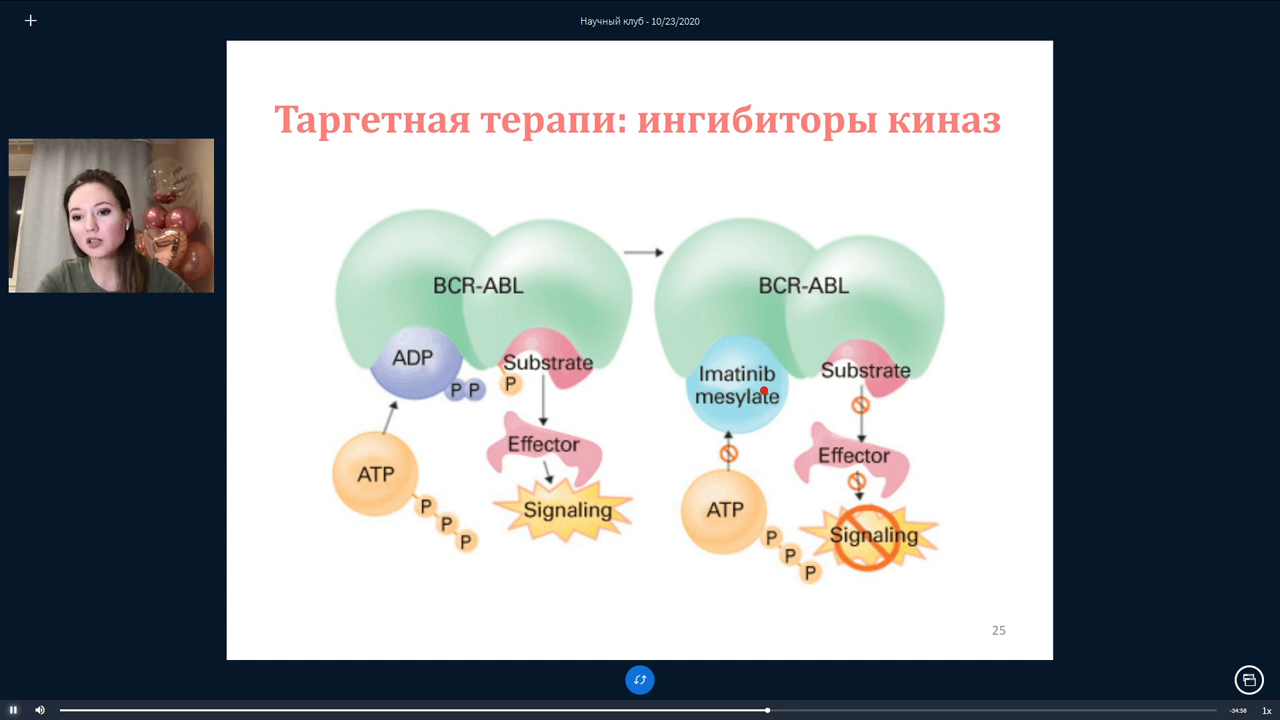 Научный клуб - 10/23/2020
Таргетная терапи: ингибиторы киназ
BCR-ABL
ADP
P P
Substrate
P
ATP
P
P
P
Effector
Signaling
BCR-ABL
Imatinib
mesylate
Substrate
ATP
P
P
P
Effector
Signaling
25
-34:58
1x